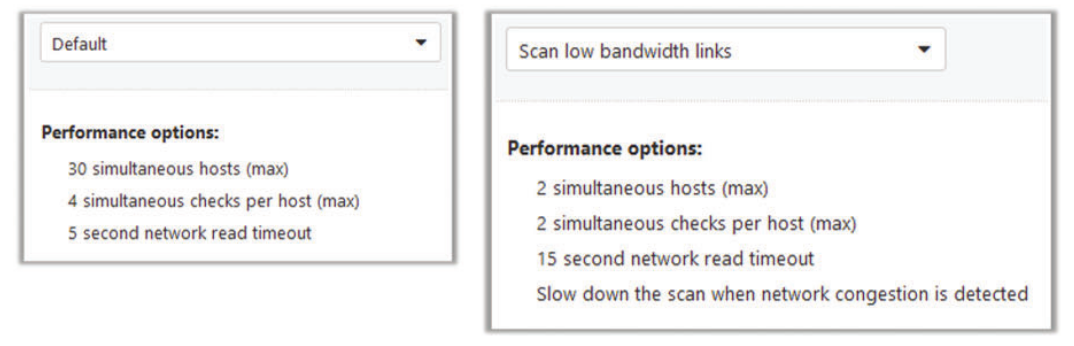 Default
Performance options:
30 simultaneous hosts (max)
4 simultaneous checks per host (max)
5 second network read timeout
Scan low bandwidth links
Performance options:
2 simultaneous hosts (max)
2 simultaneous checks per host (max)
15 second network read timeout
Slow down the scan when network congestion is detected